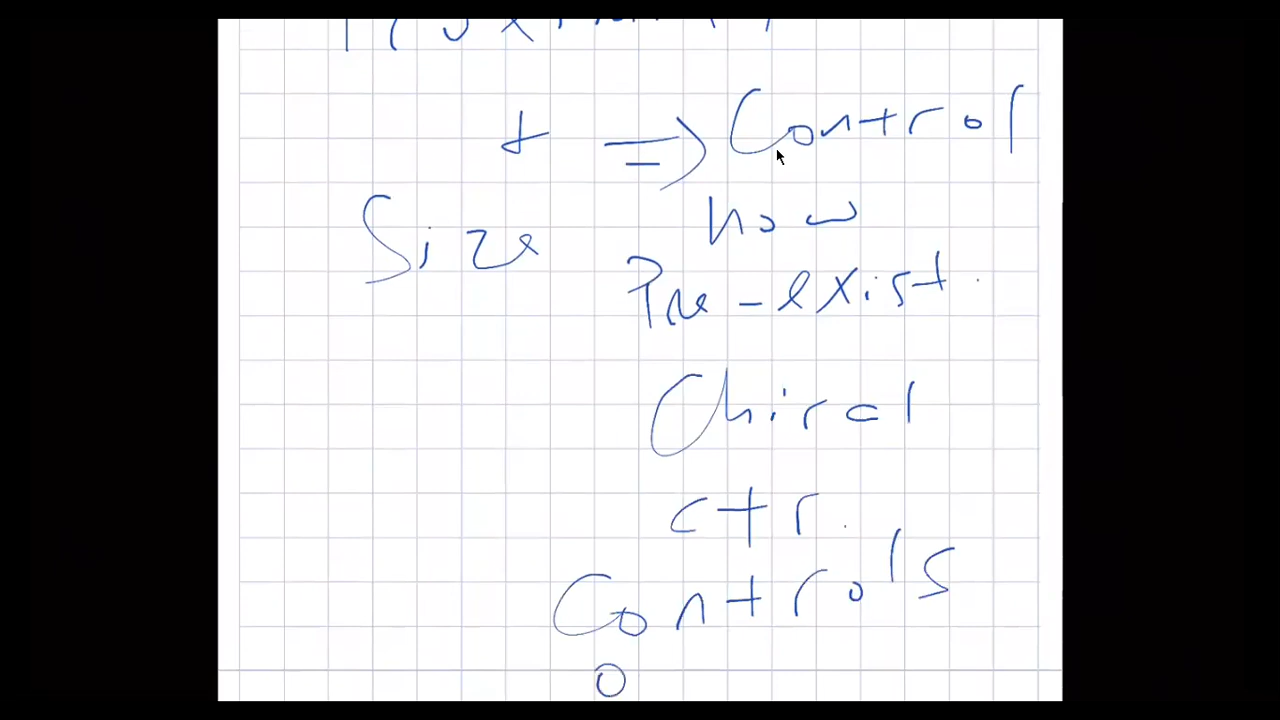 + => Control
Size how
Pre-exist.
Chiral
ctr.
Controls